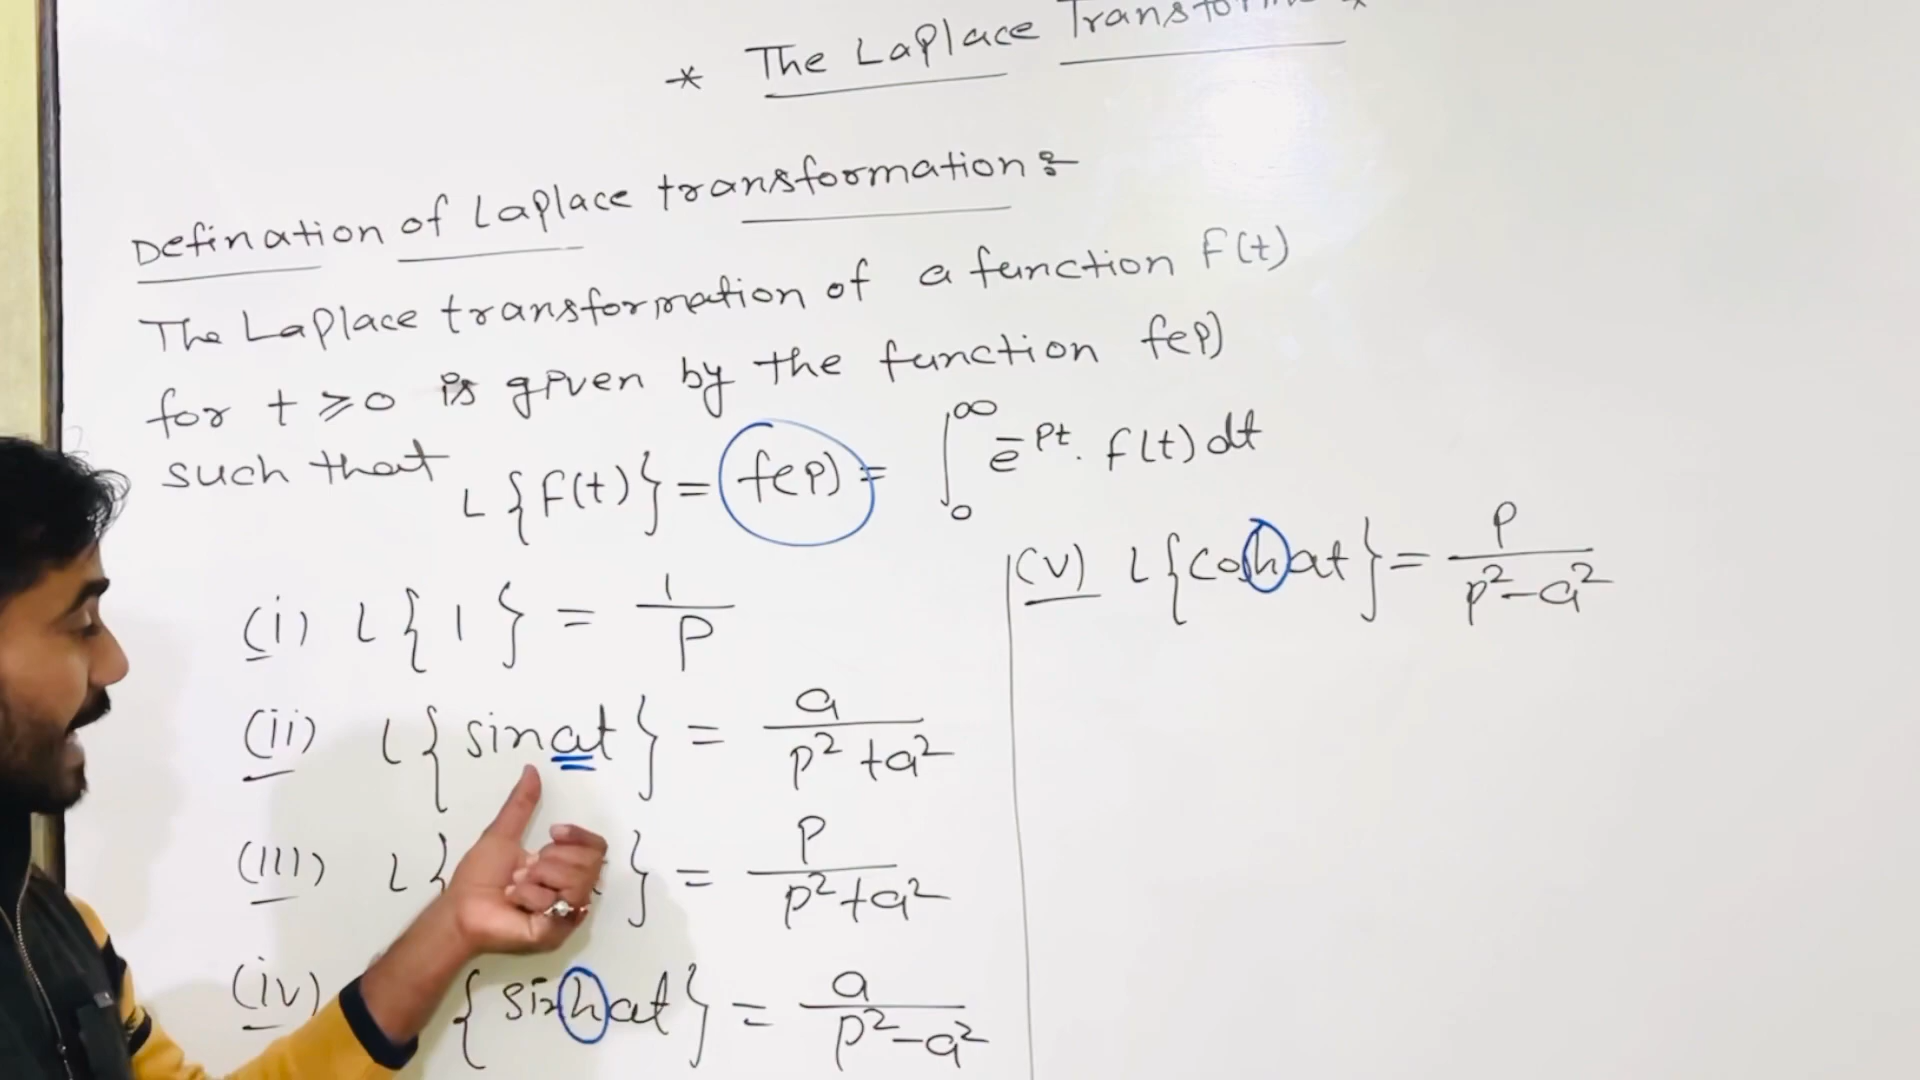 * The Laplace Transform *
Defination of Laplace transformation:
The Laplace transformation of a function F(t)
for t ≥ 0 is given by the function f(p)
such that L{F(t)} = f(p) = ∫₀^∞ e^-pt . F(t) dt
(i) L{1} = 1/P
(ii) L{sinat} = a/(p²+a²)
(iii) L{ } = P/(p²+a²)
(iv) {sinhat} = a/(p²-a²)
(v) L{coshat} = P/(p²-a²)